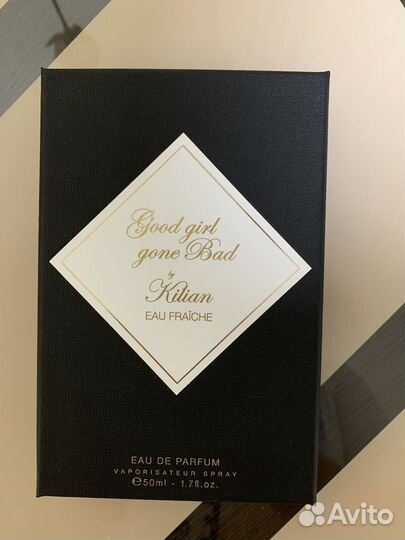 Good girl
gone Bad
by
Kilian
EAU FRAÎCHE
EAU DE PARFUM
VAPORISATEUR SPRAY
℮50ml - 1.7fl.oz.
Avito